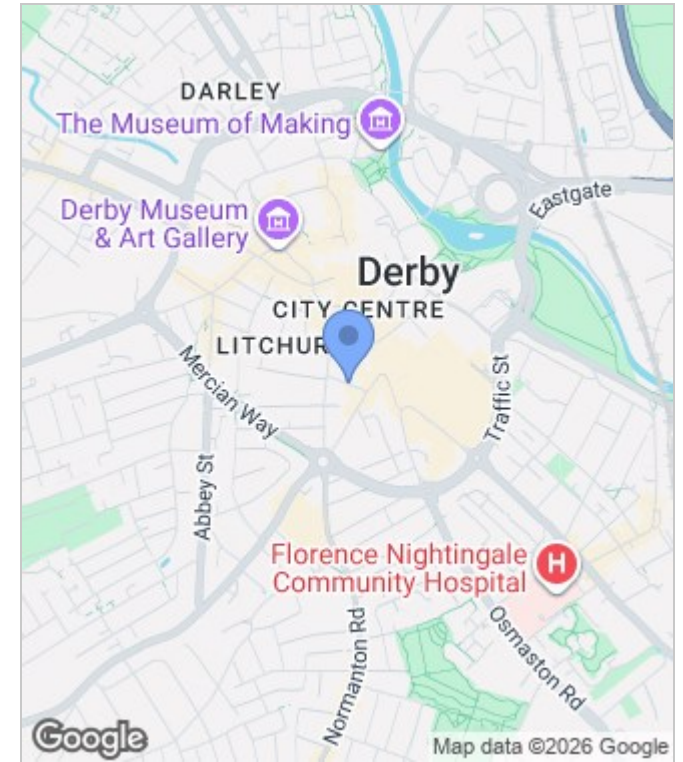 DARLEY
The Museum of Making
Derby Museum
& Art Gallery
Eastgate
Derby
CITY CENTRE
LITCHUR
Mercian Way
Traffic St
Abbey St
Florence Nightingale
Community Hospital
H
Osmaston Rd
Normanton Rd
Google
Map data ©2026 Google